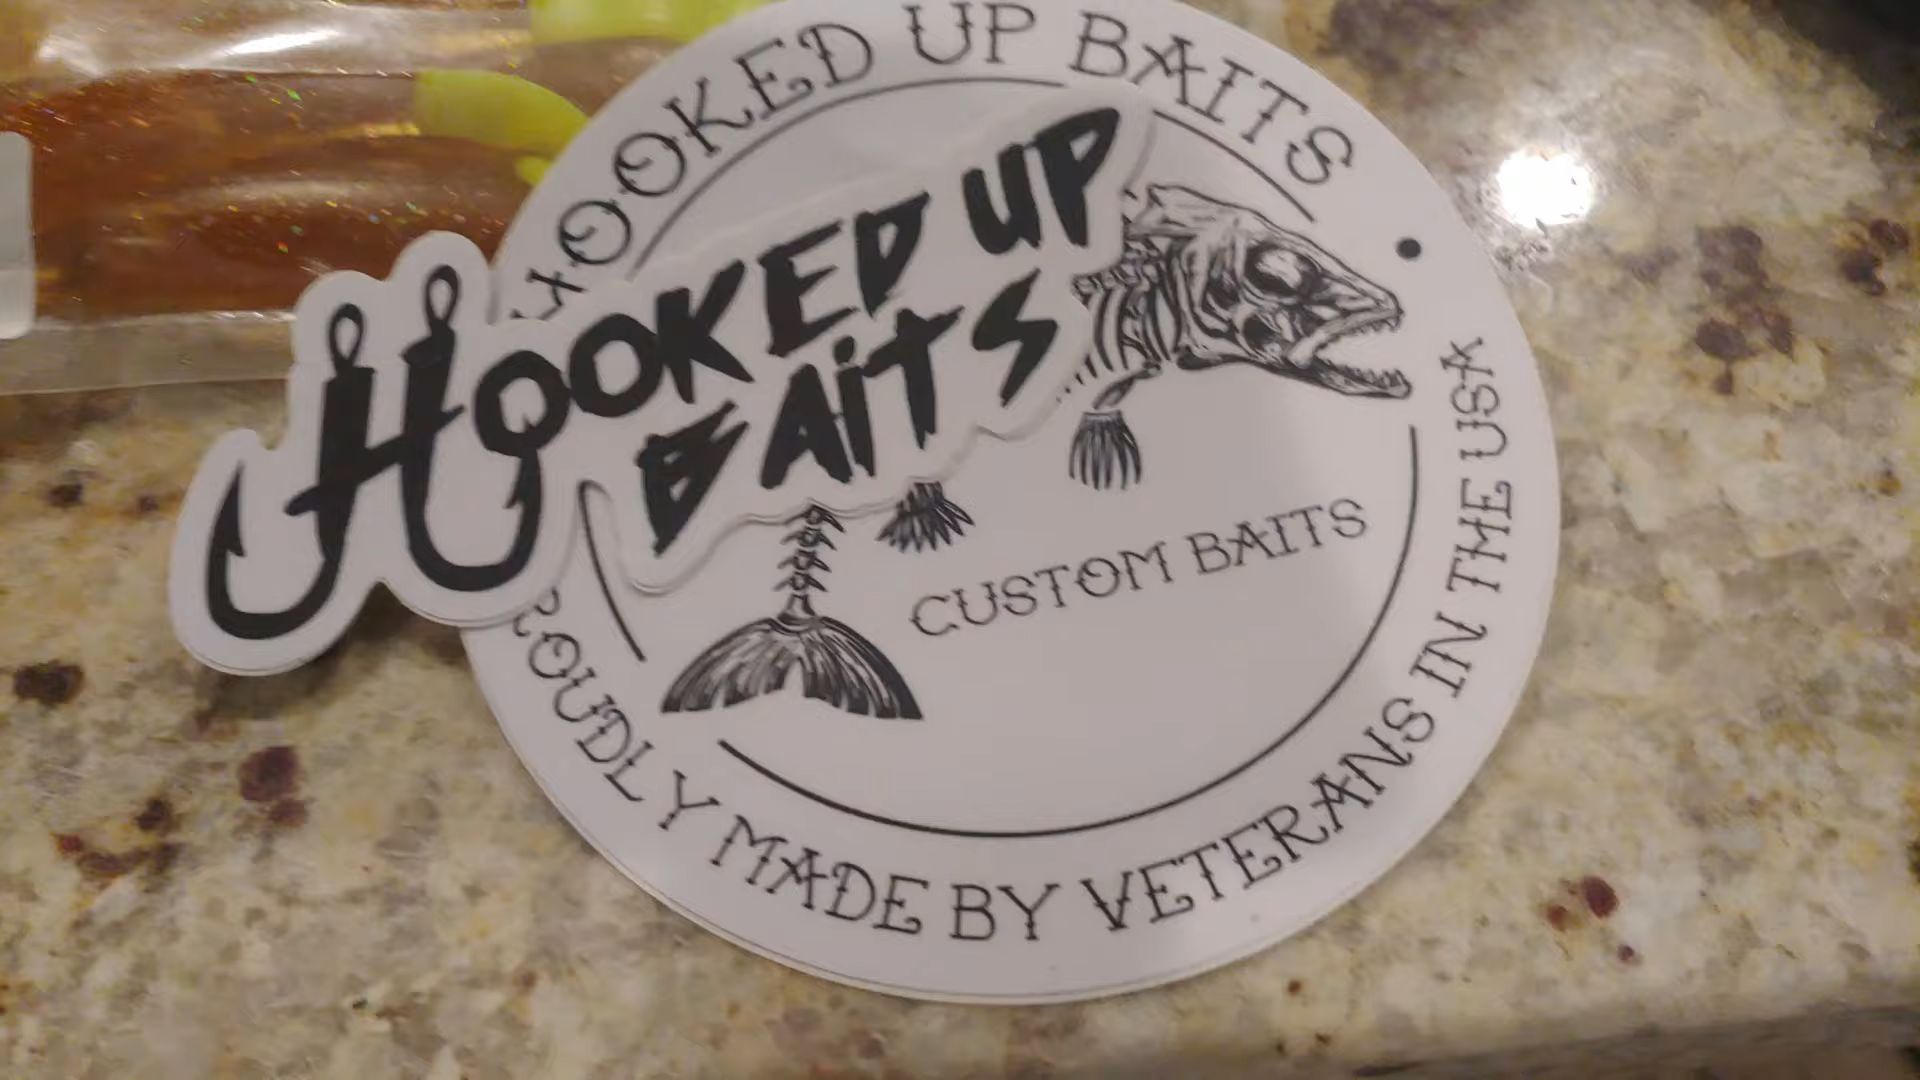 HOOKED UP BAITS
HOOKED UP
BAiTS
CUSTOM BAITS
PROUDLY MADE BY VETERANS IN THE USA